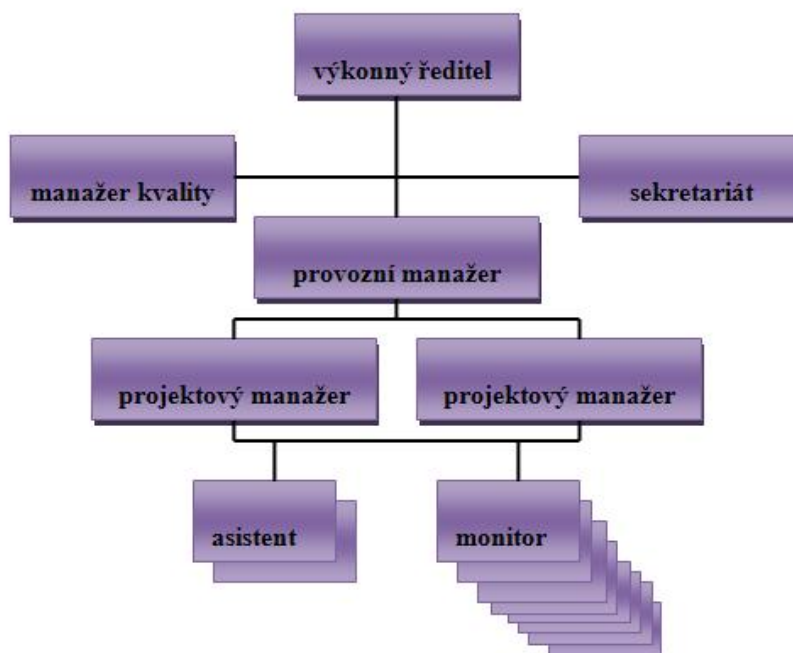 výkonný ředitel
manažer kvality
sekretariát
provozní manažer
projektový manažer
projektový manažer
asistent
monitor